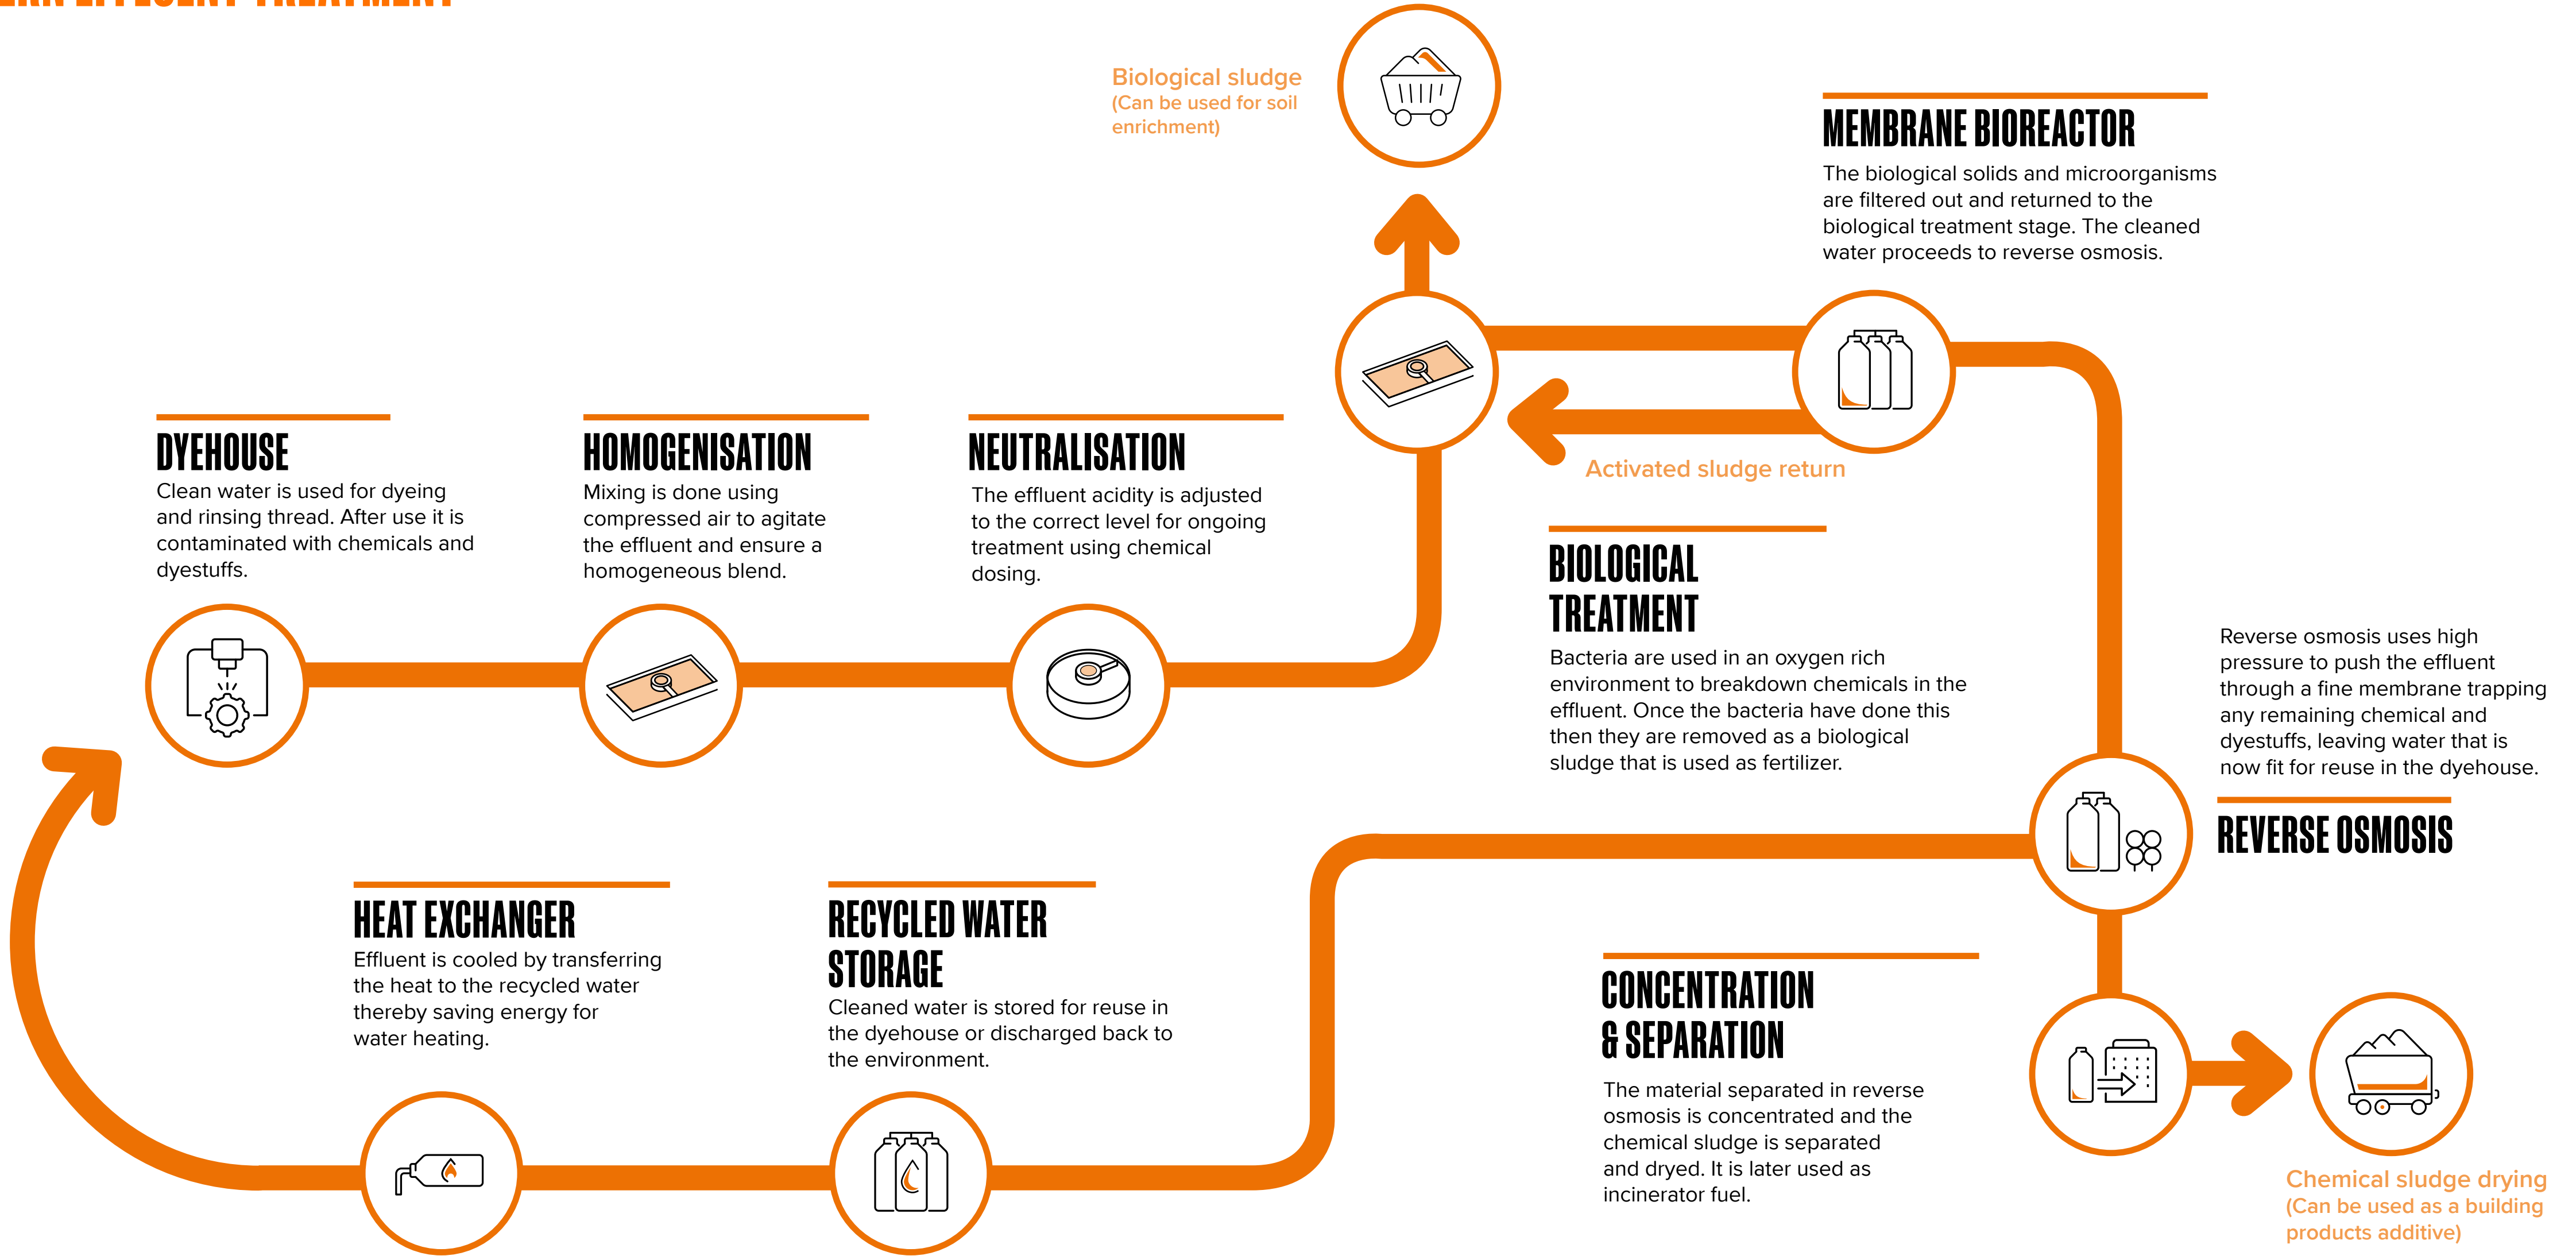 EFFLUENT TREATMENT
Biological sludge
(Can be used for soil
enrichment)
MEMBRANE BIOREACTOR
The biological solids and microorganisms
are filtered out and returned to the
biological treatment stage. The cleaned
water proceeds to reverse osmosis.
Activated sludge return
DYEHOUSE
Clean water is used for dyeing
and rinsing thread. After use it is
contaminated with chemicals and
dyestuffs.
HOMOGENISATION
Mixing is done using
compressed air to agitate
the effluent and ensure a
homogeneous blend.
NEUTRALISATION
The effluent acidity is adjusted
to the correct level for ongoing
treatment using chemical
dosing.
BIOLOGICAL
TREATMENT
Bacteria are used in an oxygen rich
environment to breakdown chemicals in the
effluent. Once the bacteria have done this
then they are removed as a biological
sludge that is used as fertilizer.
Reverse osmosis uses high
pressure to push the effluent
through a fine membrane trapping
any remaining chemical and
dyestuffs, leaving water that is
now fit for reuse in the dyehouse.
REVERSE OSMOSIS
HEAT EXCHANGER
Effluent is cooled by transferring
the heat to the recycled water
thereby saving energy for
water heating.
RECYCLED WATER
STORAGE
Cleaned water is stored for reuse in
the dyehouse or discharged back to
the environment.
CONCENTRATION
& SEPARATION
The material separated in reverse
osmosis is concentrated and the
chemical sludge is separated
and dryed. It is later used as
incinerator fuel.
Chemical sludge drying
(Can be used as a building
products additive)